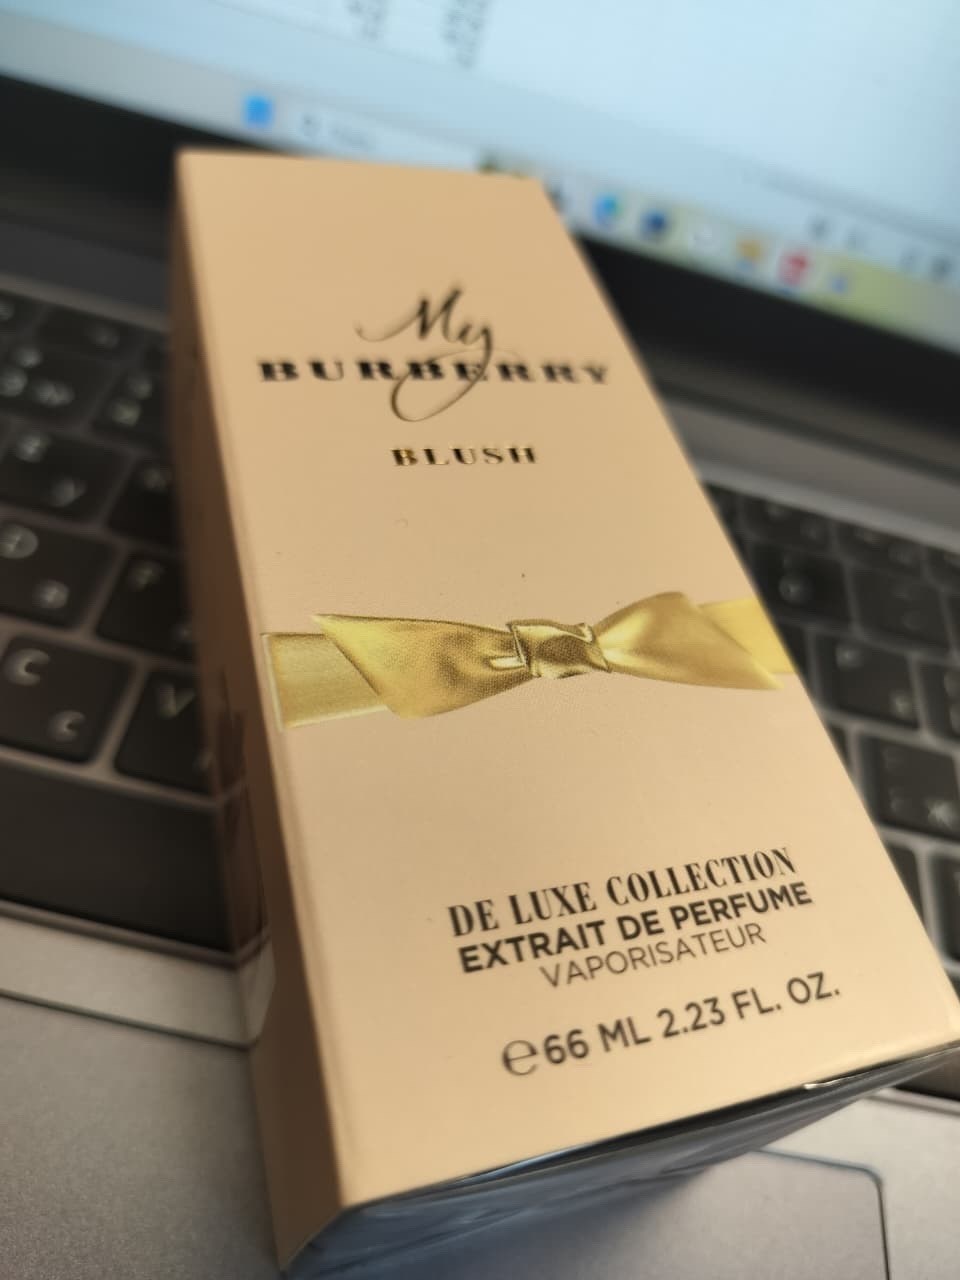 My
BURBERRY
BLUSH
DE LUXE COLLECTION
EXTRAIT DE PERFUME
VAPORISATEUR
℮66 ML 2.23 FL. OZ.